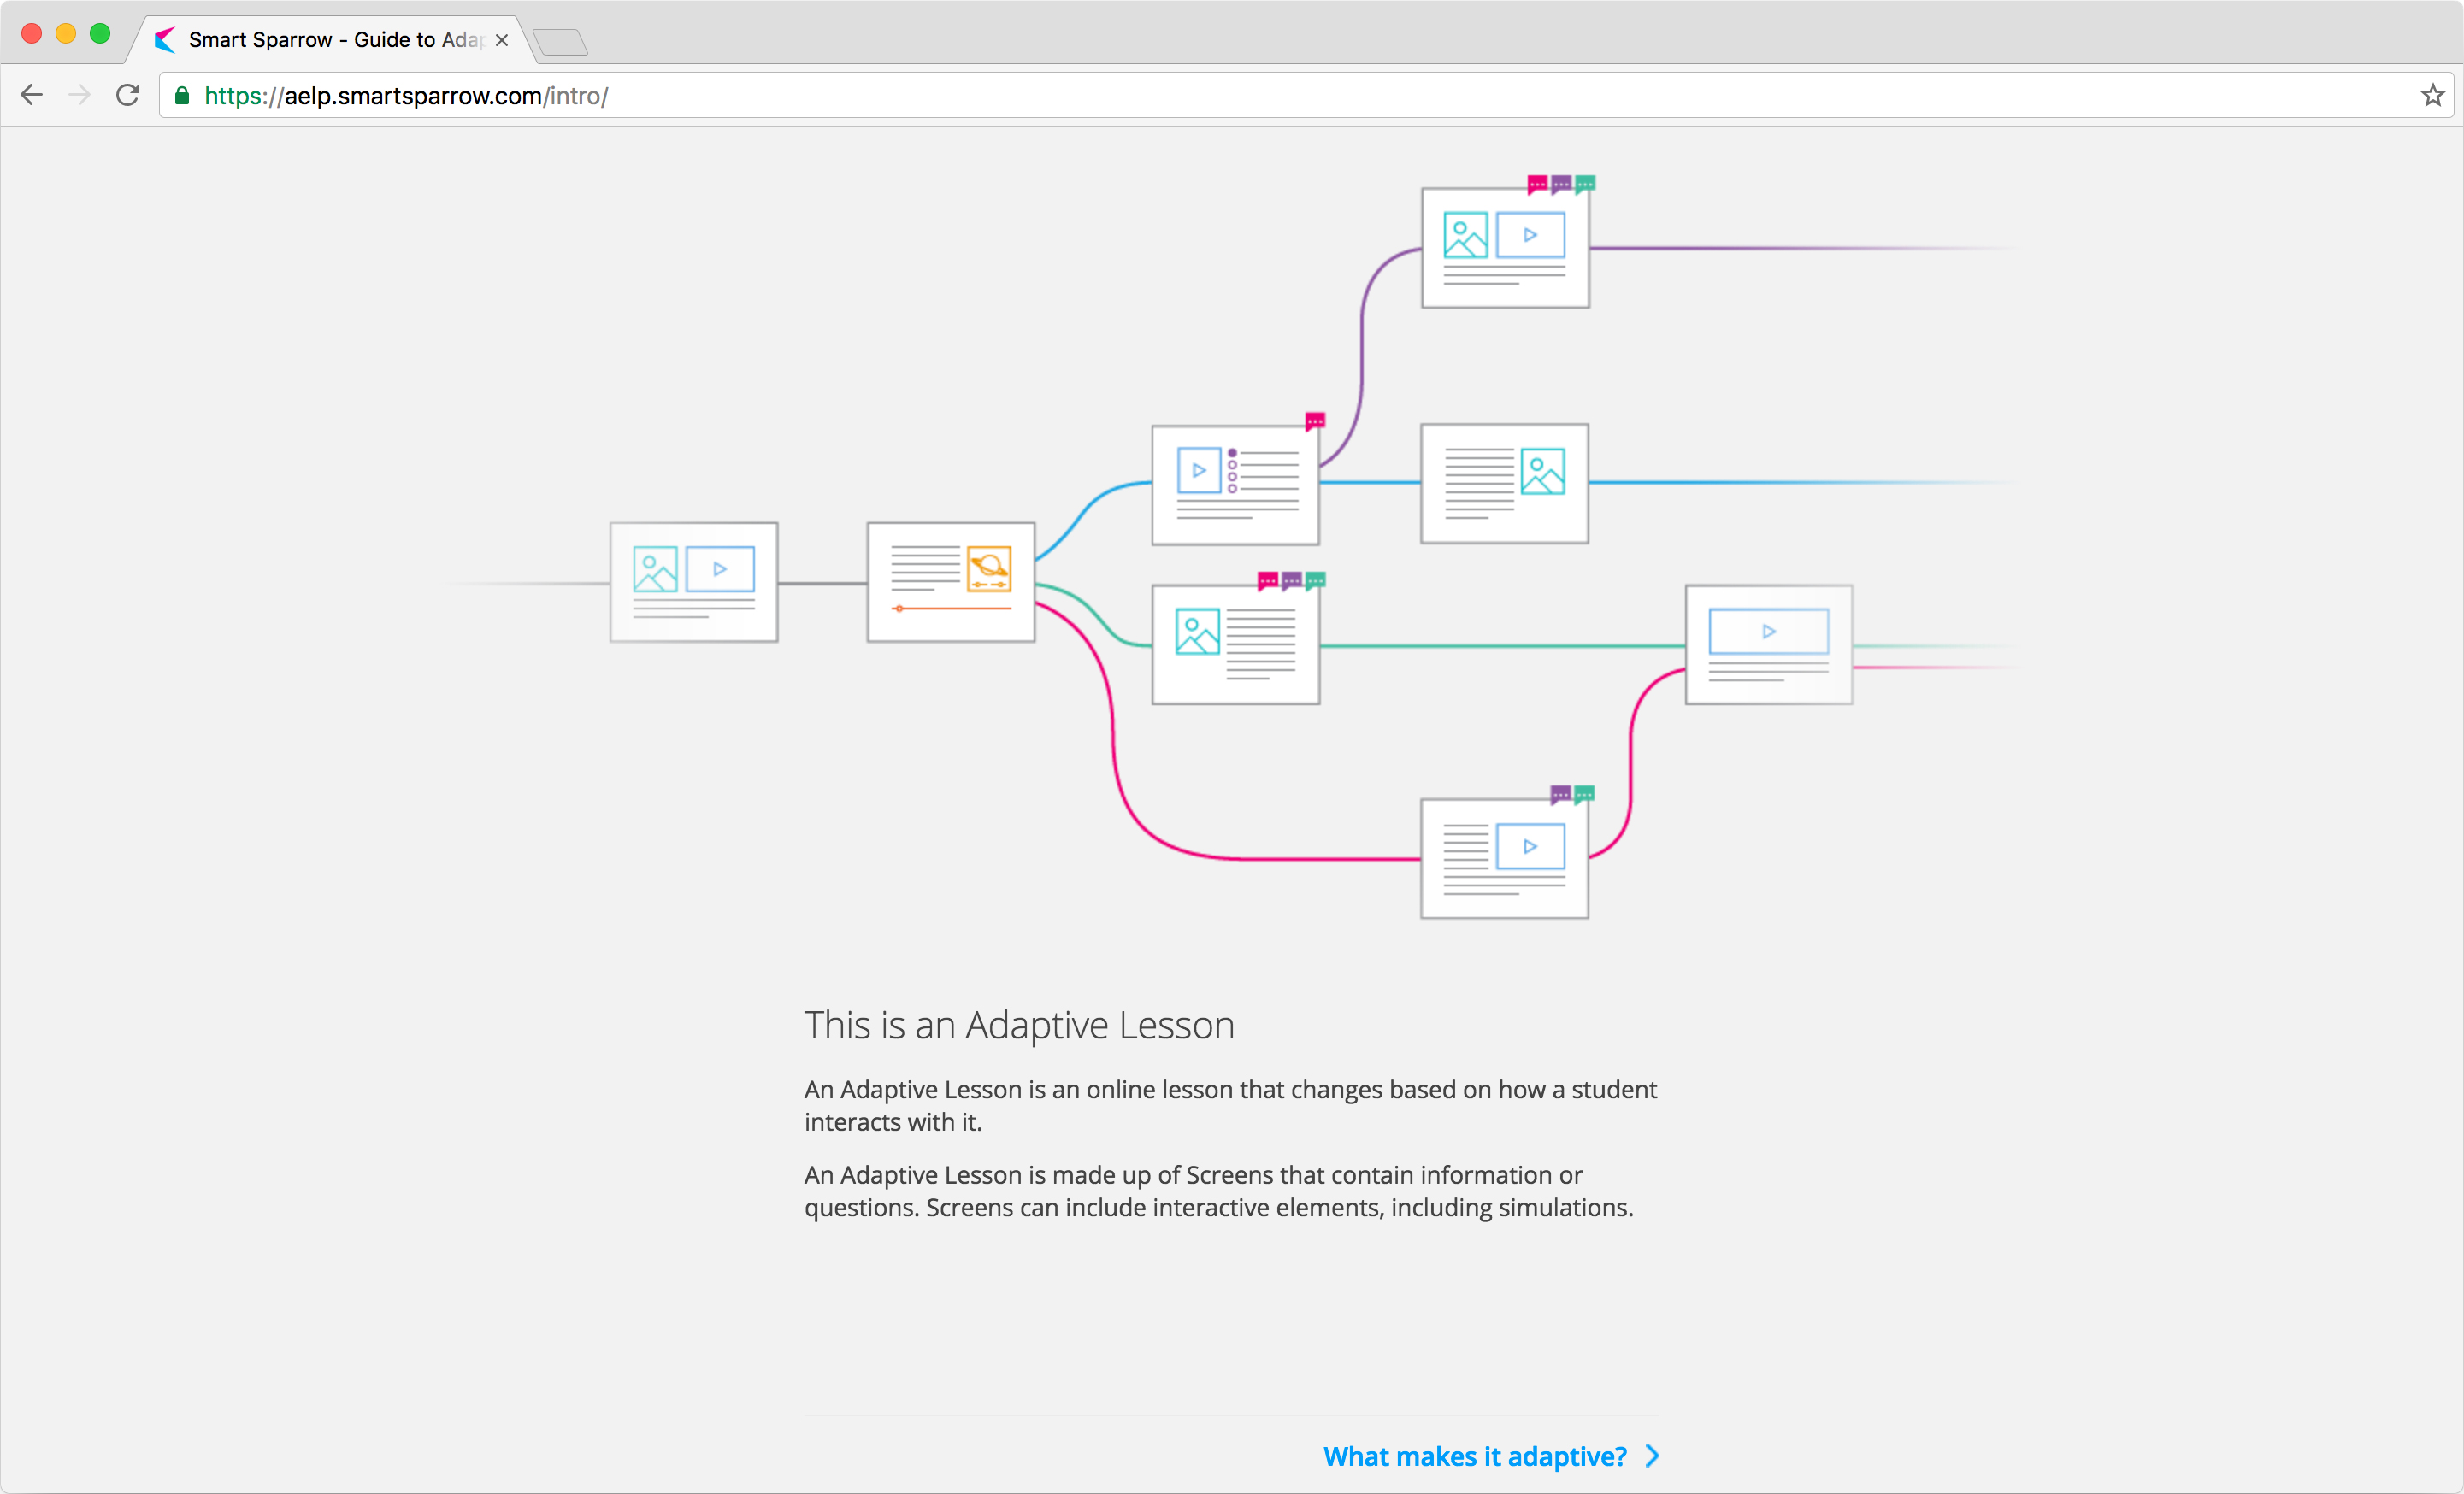 Smart Sparrow - Guide to Adap
https://aelp.smartsparrow.com/intro/
This is an Adaptive Lesson
An Adaptive Lesson is an online lesson that changes based on how a student
interacts with it.
An Adaptive Lesson is made up of Screens that contain information or
questions. Screens can include interactive elements, including simulations.
What makes it adaptive?